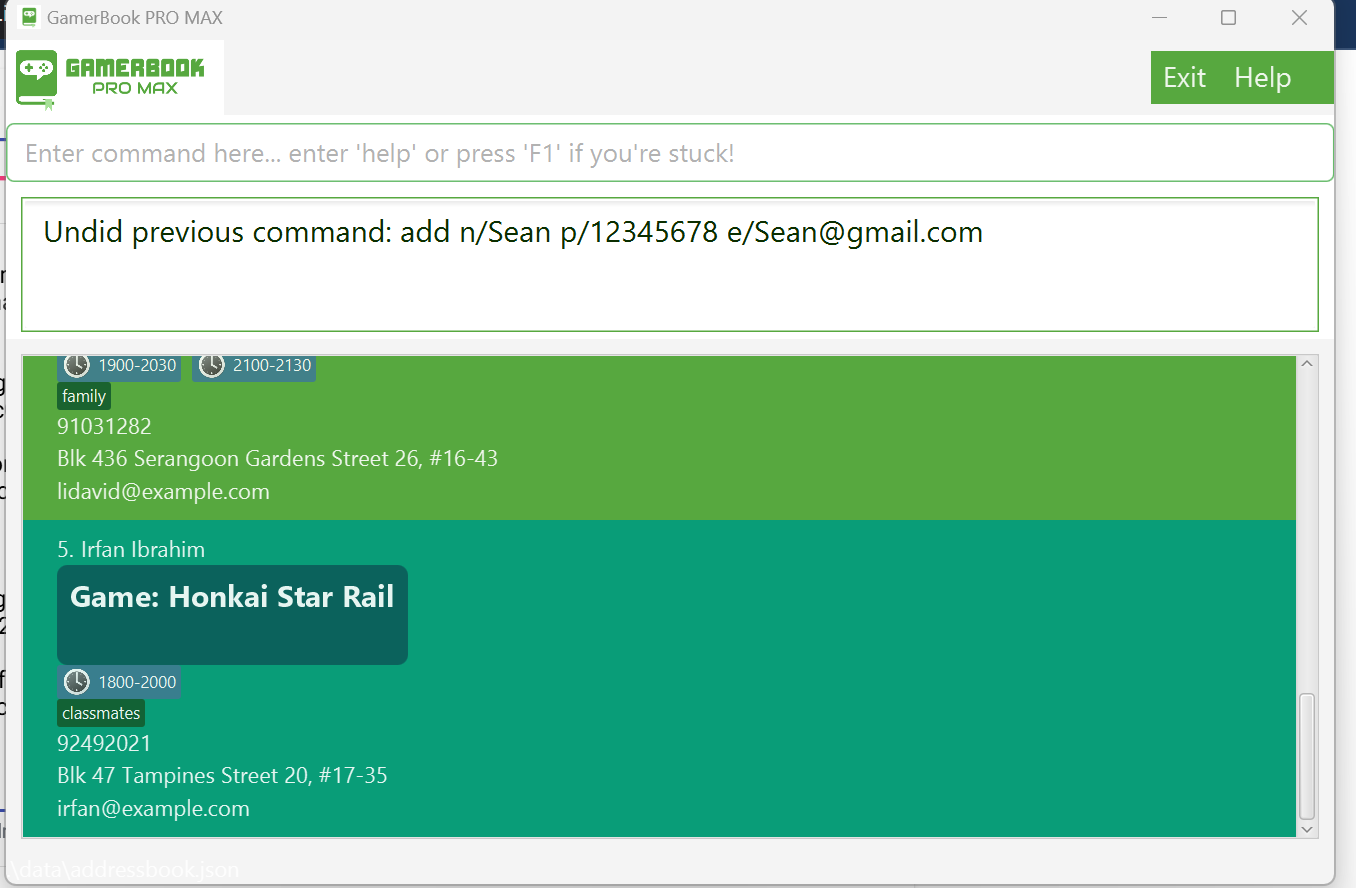 GamerBook PRO MAX
GAMERBOOK
PRO MAX
Exit Help
Enter command here... enter 'help' or press 'F1' if you're stuck!
Undid previous command: add n/Sean p/12345678 e/Sean@gmail.com
1900-2030 2100-2130
family
91031282
Blk 436 Serangoon Gardens Street 26, #16-43
lidavid@example.com
5. Irfan Ibrahim
Game: Honkai Star Rail
1800-2000
classmates
92492021
Blk 47 Tampines Street 20, #17-35
irfan@example.com
\data\addressbook.json